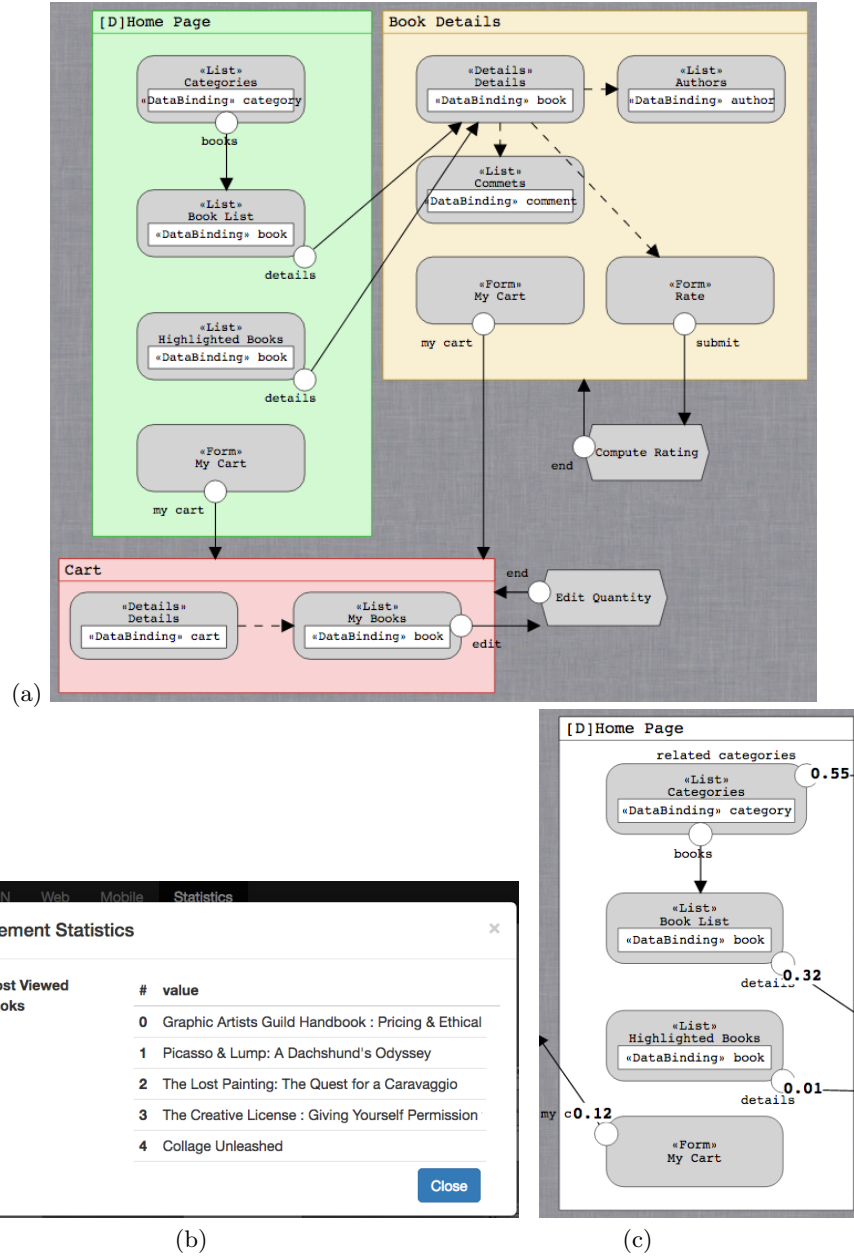 [D]Home Page
«List»
Categories
«DataBinding» category
books
«List»
Book List
«DataBinding» book
details
«List»
Highlighted Books
«DataBinding» book
details
«Form»
My Cart
my cart
Book Details
«Details»
Details
«DataBinding» book
«List»
Authors
«DataBinding» author
«List»
Commets
«DataBinding» comment
«Form»
My Cart
my cart
«Form»
Rate
submit
Compute Rating
end
Cart
«Details»
Details
«DataBinding» cart
«List»
My Books
«DataBinding» book
edit
end
Edit Quantity
(a)
N Web Mobile Statistics
ement Statistics ×
ost Viewed
oks
# value
0 Graphic Artists Guild Handbook : Pricing & Ethical
1 Picasso & Lump: A Dachshund's Odyssey
2 The Lost Painting: The Quest for a Caravaggio
3 The Creative License : Giving Yourself Permission
4 Collage Unleashed
Close
(b)
[D]Home Page
related categories
«List»
Categories
«DataBinding» category
0.55
books
«List»
Book List
«DataBinding» book
details
0.32
«List»
Highlighted Books
«DataBinding» book
details
0.01
my c
0.12
«Form»
My Cart
(c)